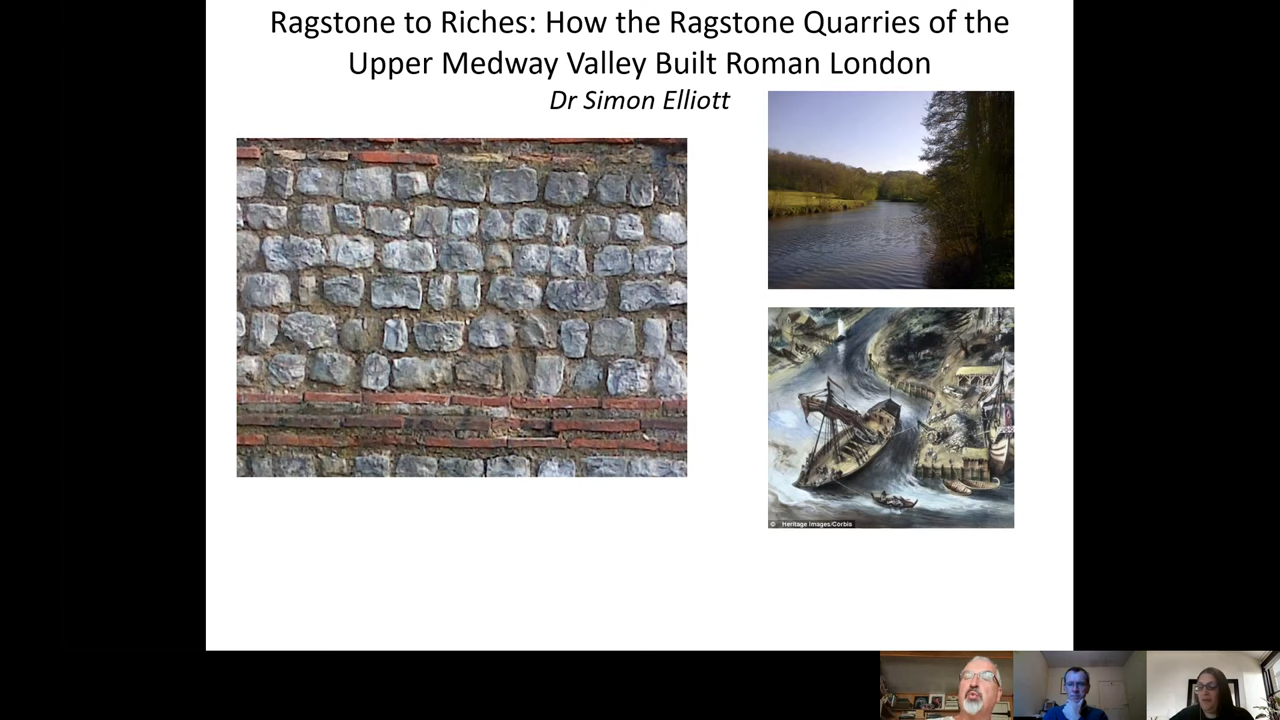 Ragstone to Riches: How the Ragstone Quarries of the
Upper Medway Valley Built Roman London
Dr Simon Elliott
© Heritage Images/Corbis